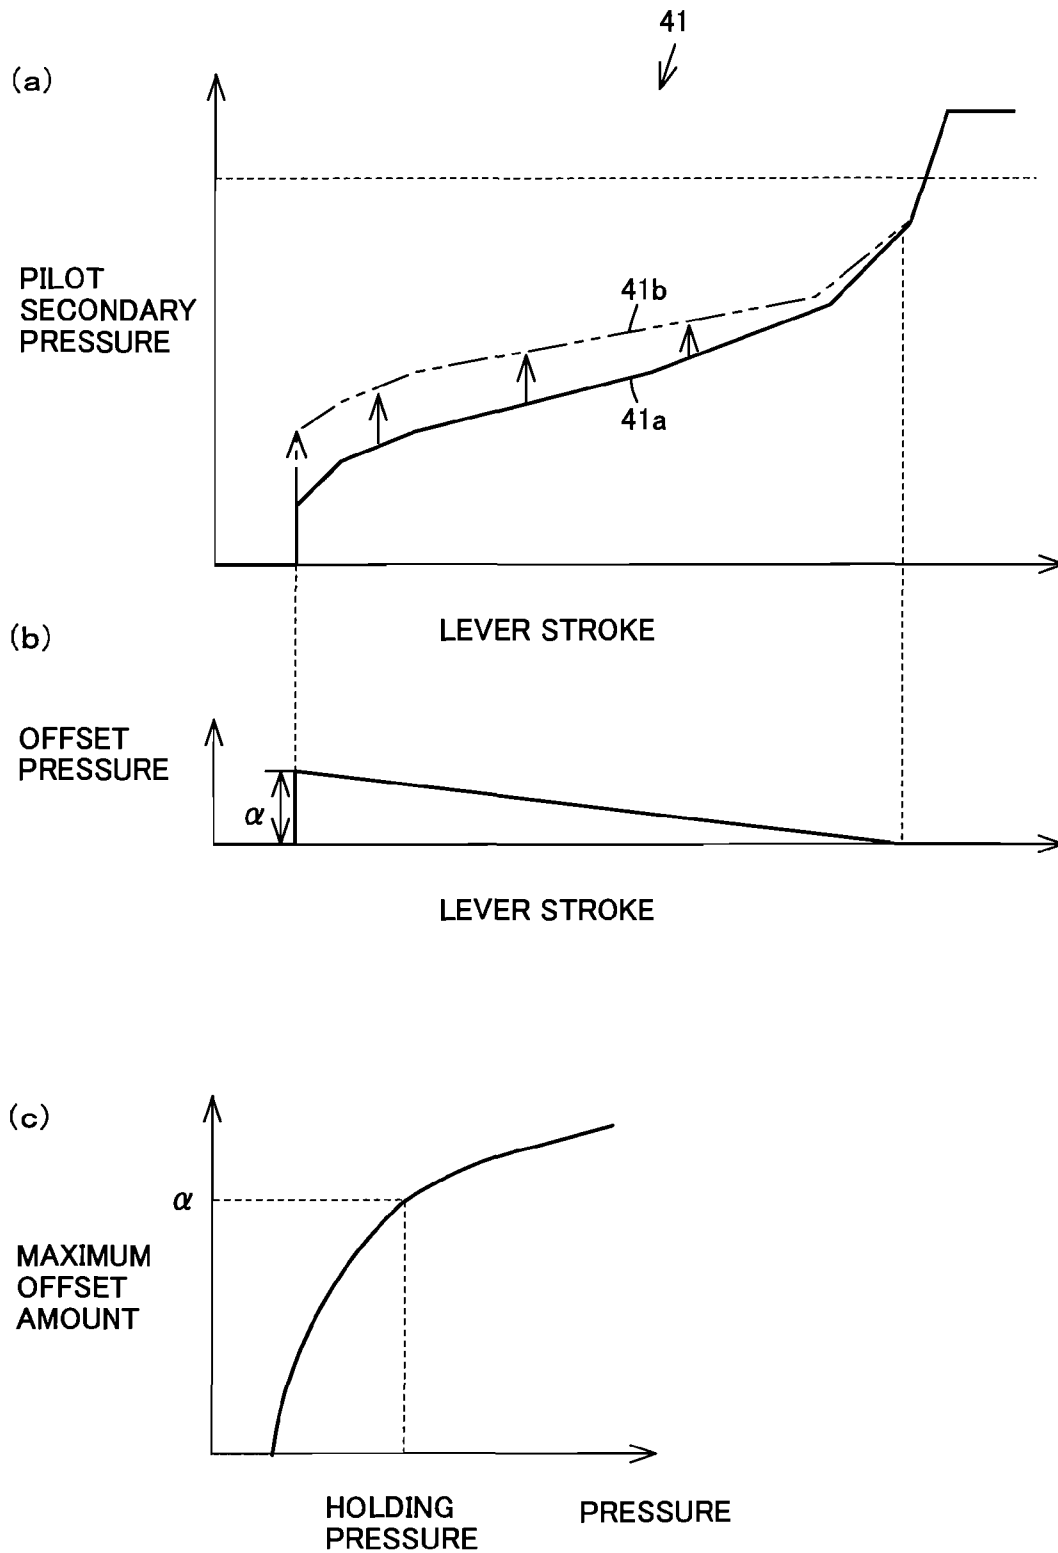 41
(a)
PILOT
SECONDARY
PRESSURE
41b
41a
LEVER STROKE
(b)
OFFSET
PRESSURE
α
LEVER STROKE
(c)
α
MAXIMUM
OFFSET
AMOUNT
HOLDING
PRESSURE
PRESSURE